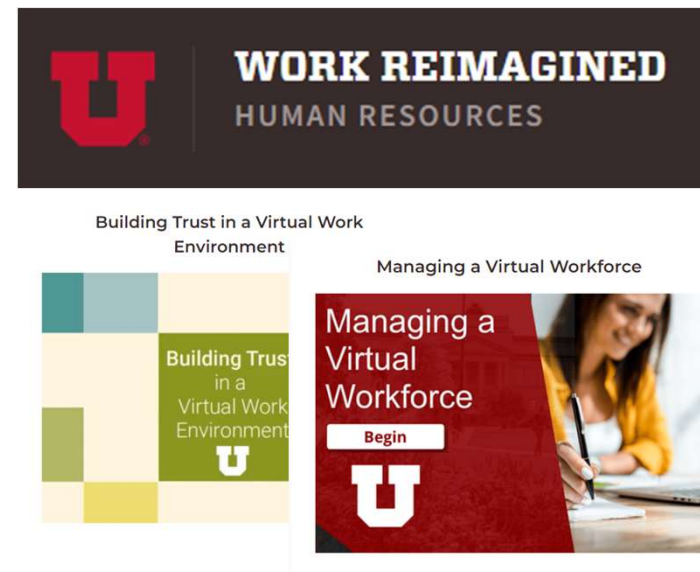 U
WORK REIMAGINED
HUMAN RESOURCES
Building Trust in a Virtual Work
Environment
Building Trus
in a
Virtual Work
Environment
U
Managing a Virtual Workforce
Managing a
Virtual
Workforce
Begin
U